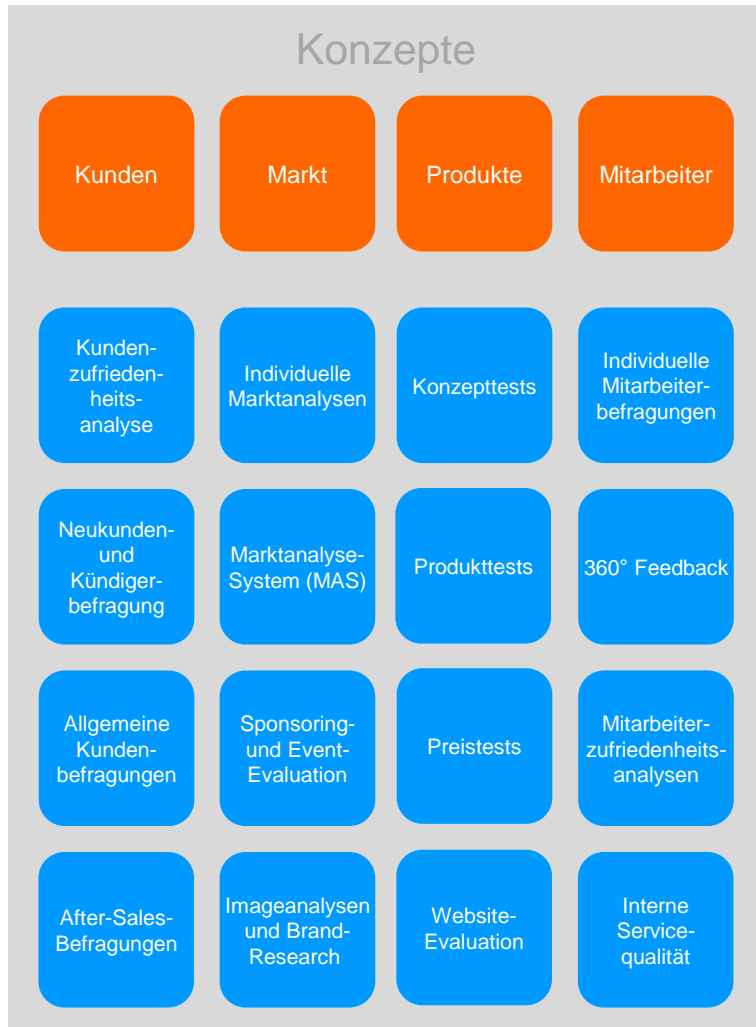 Konzepte
Kunden
Markt
Produkte
Mitarbeiter
Kunden-
zufrieden-
heits-
analyse
Individuelle
Marktanalysen
Konzepttests
Individuelle
Mitarbeiter-
befragungen
Neukunden-
und
Kündiger-
befragung
Marktanalyse-
System (MAS)
Produkttests
360° Feedback
Allgemeine
Kunden-
befragungen
Sponsoring-
und Event-
Evaluation
Preistests
Mitarbeiter-
zufriedenheits-
analysen
After-Sales-
Befragungen
Imageanalysen
und Brand-
Research
Website-
Evaluation
Interne
Service-
qualität